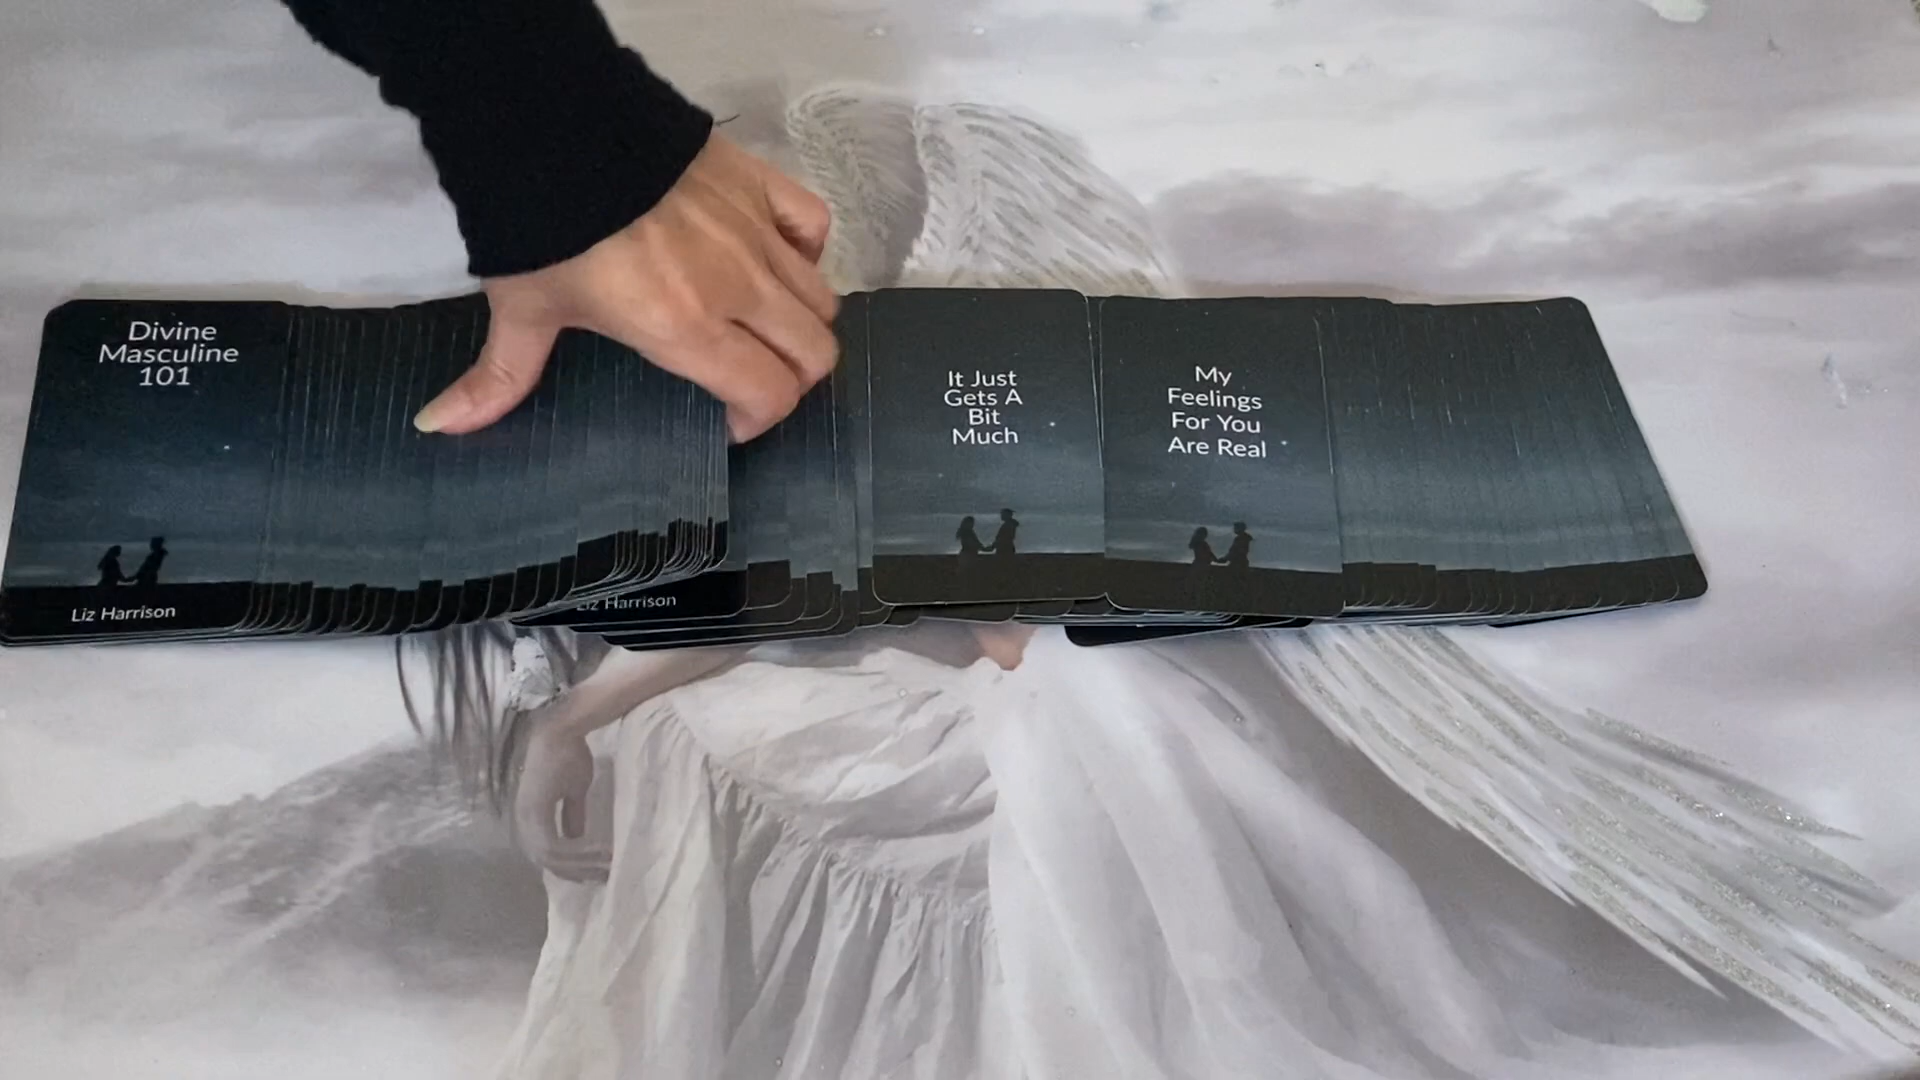 Divine
Masculine
101
Liz Harrison
Liz Harrison
It Just
Gets A
Bit
Much
My
Feelings
For You
Are Real